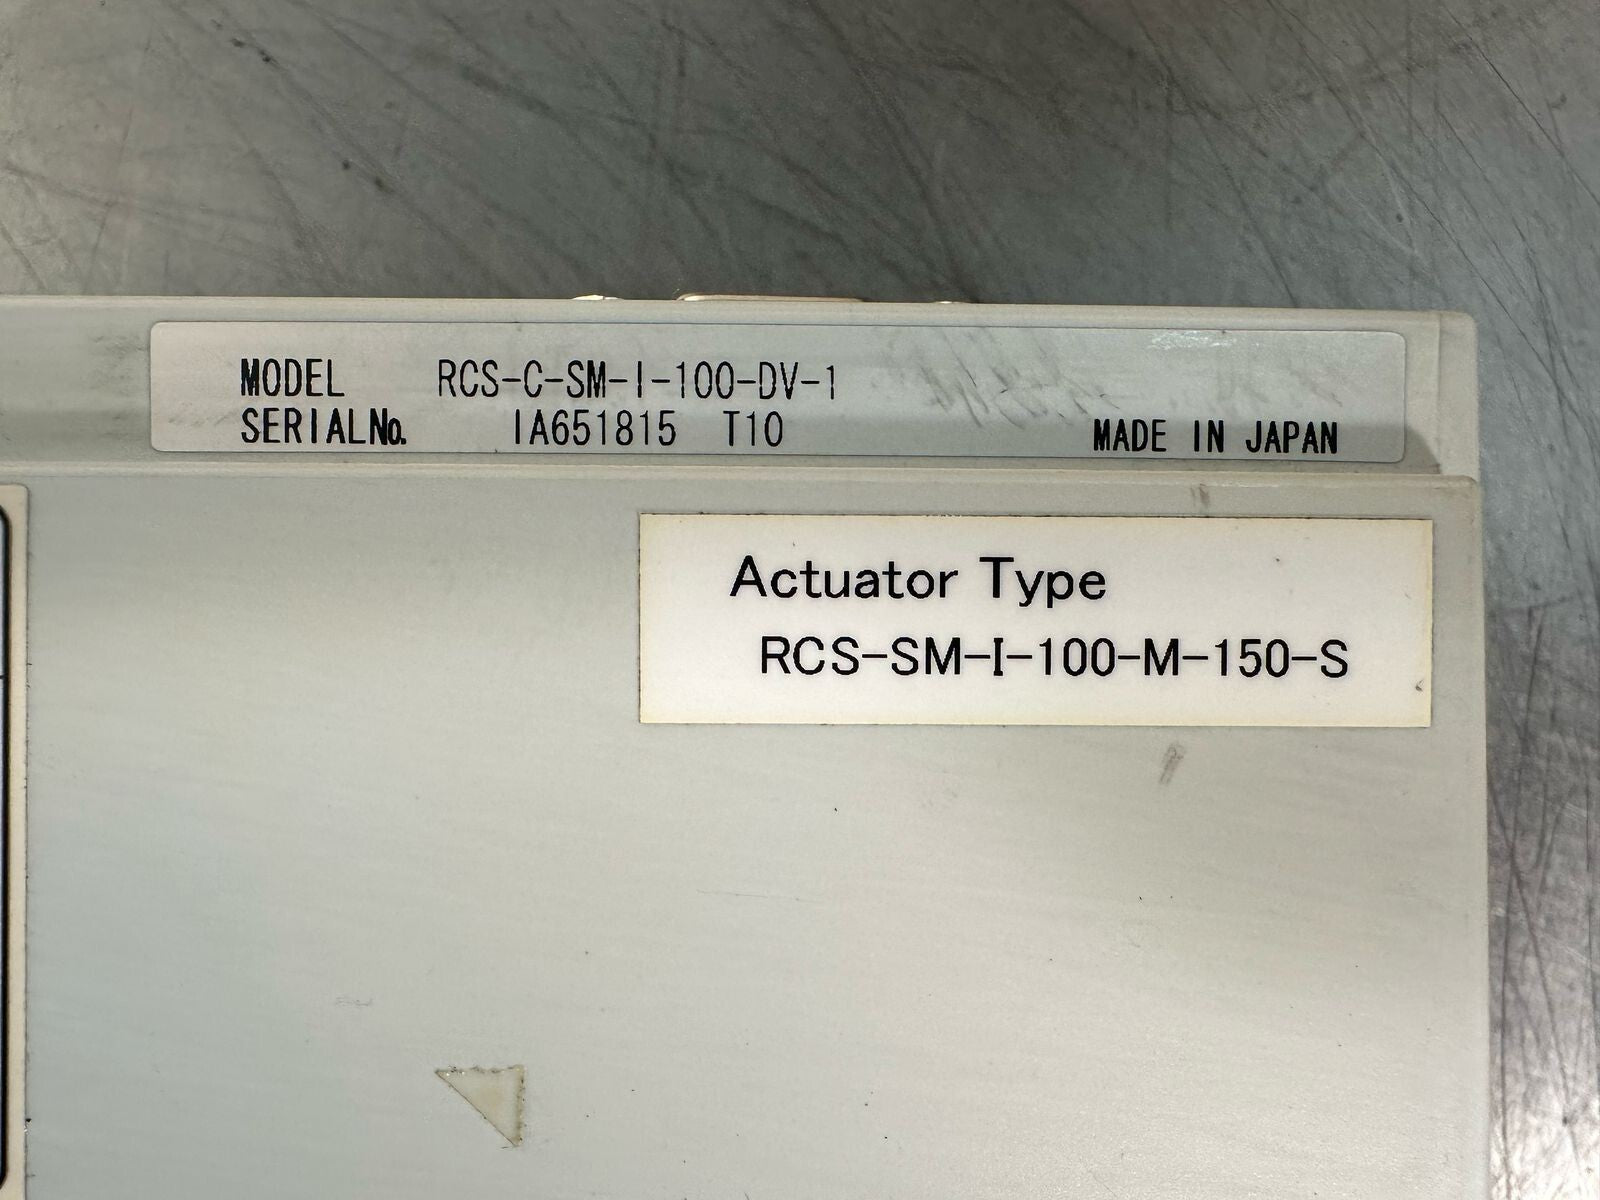 MODEL RCS-C-SM-I-100-DV-1
SERIALNo. IA651815 T10
MADE IN JAPAN
Actuator Type
RCS-SM-I-100-M-150-S